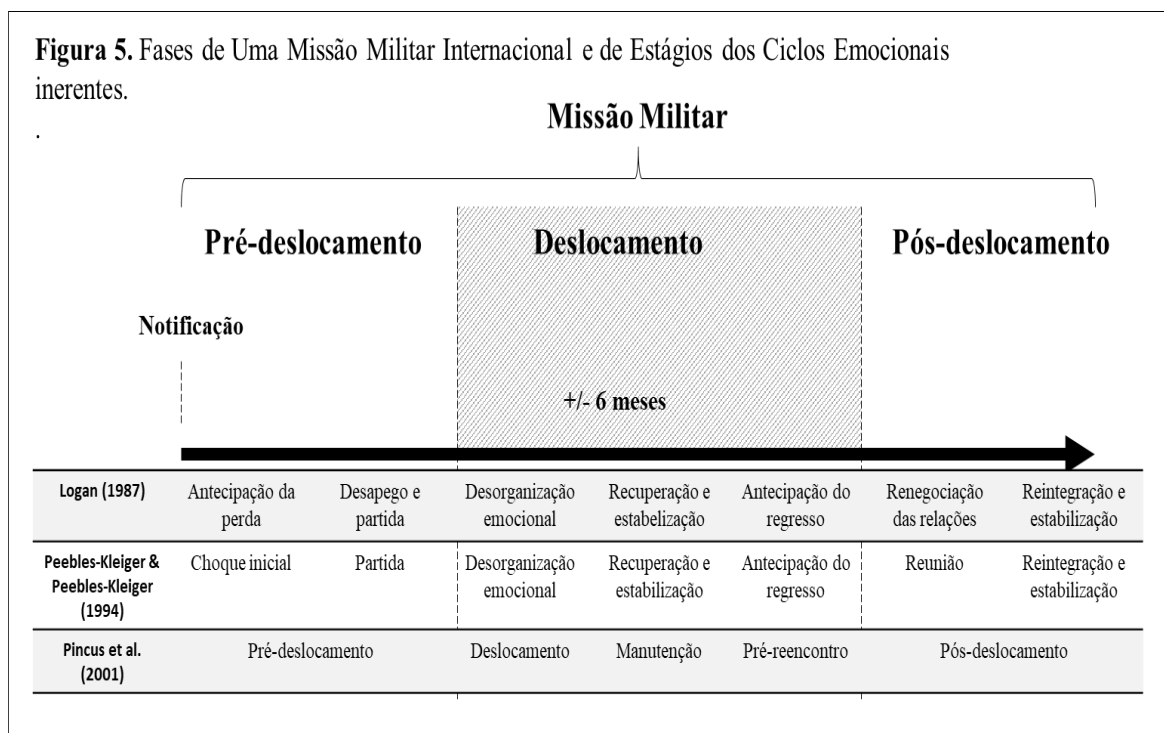 Figura 5. Fases de Uma Missão Militar Internacional e de Estágios dos Ciclos Emocionais
inerentes.
.
Missão Militar
Pré-deslocamento
Deslocamento
Pós-deslocamento
Notificação
+/- 6 meses
Logan (1987)
Antecipação da
perda
Desapego e
partida
Desorganização
emocional
Recuperação e
estabelização
Antecipação do
regresso
Renegociação
das relações
Reintegração e
estabilização
Peebles-Kleiger &
Peebles-Kleiger
(1994)
Choque inicial
Partida
Desorganização
emocional
Recuperação e
estabilização
Antecipação do
regresso
Reunião
Reintegração e
estabilização
Pincus et al.
(2001)
Pré-deslocamento
Deslocamento
Manutenção
Pré-reencontro
Pós-deslocamento